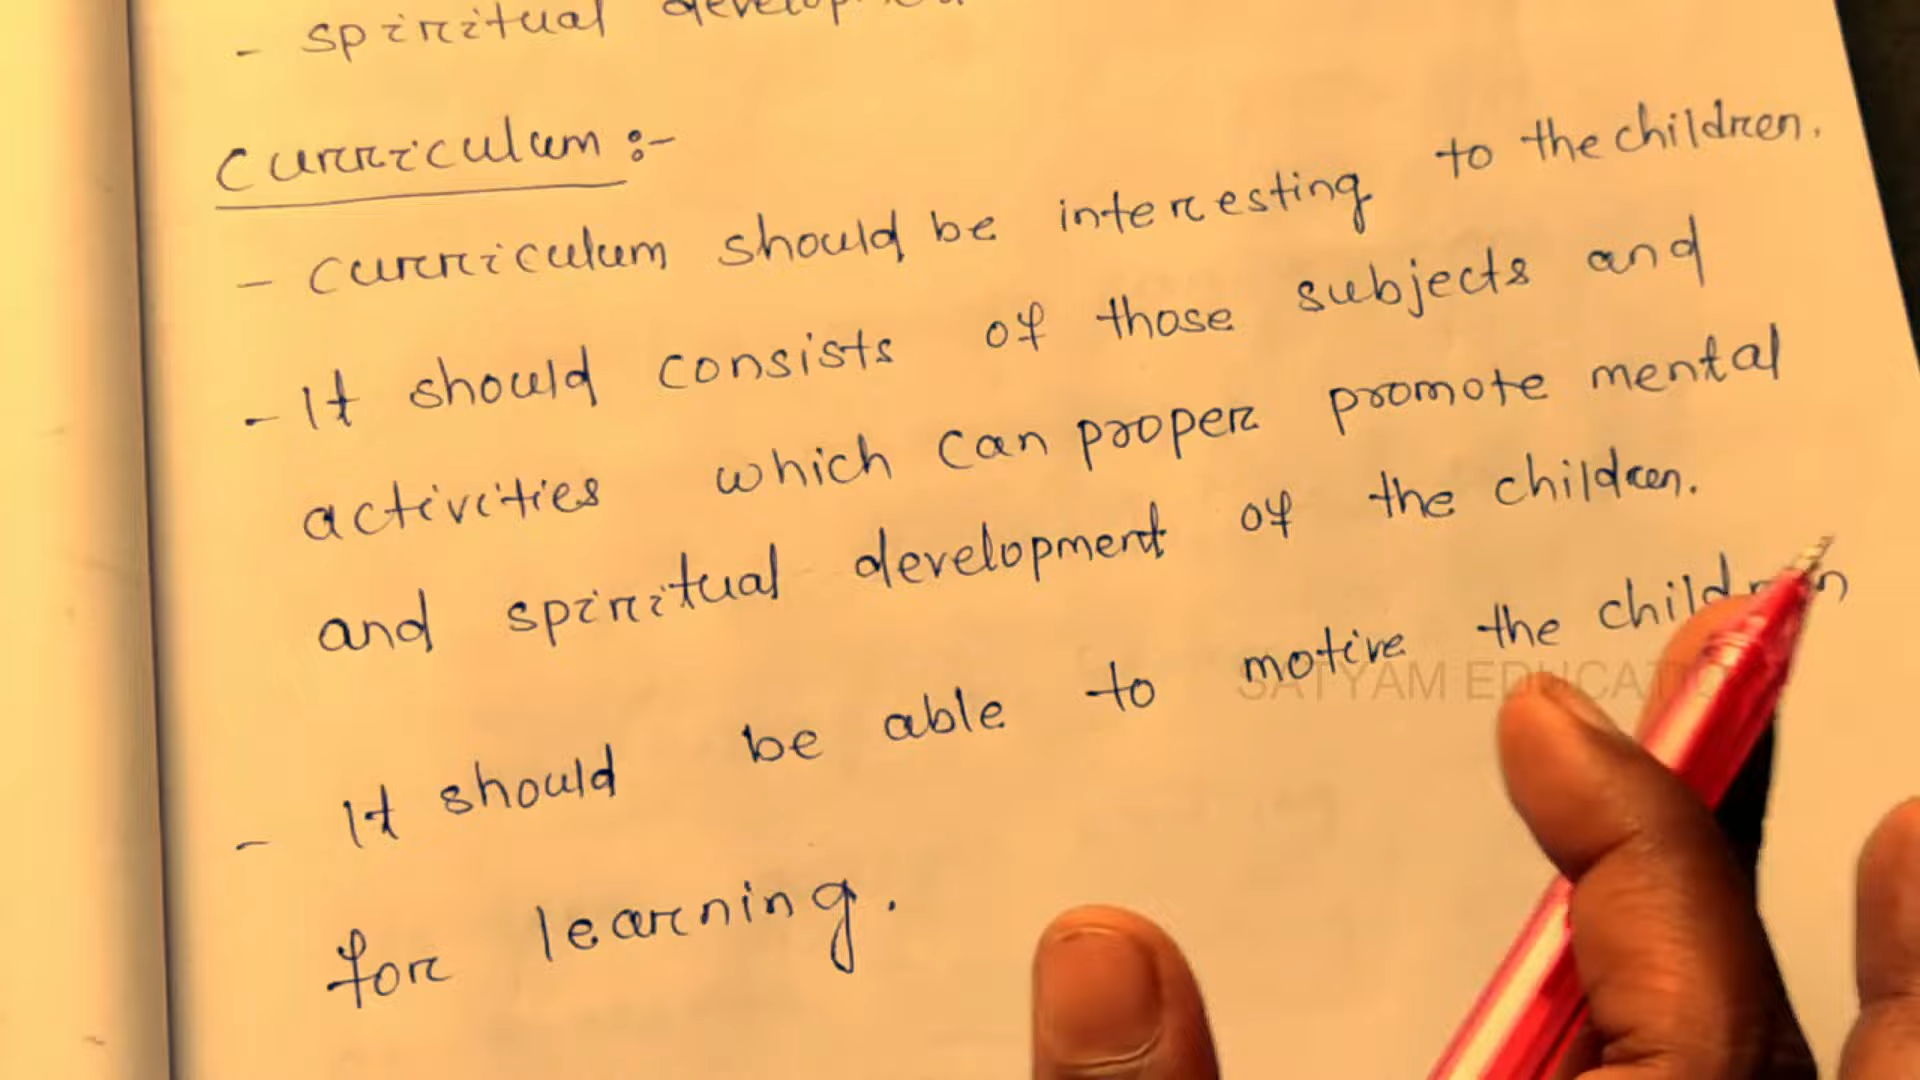 - spiritual development
Curriculum :-
- curriculum should be interesting to the children.
- It should consists of those subjects and
activities which can proper promote mental
and spiritual development of the children.
- It should be able to motive the children
for learning.
SATYAM EDUCATIO